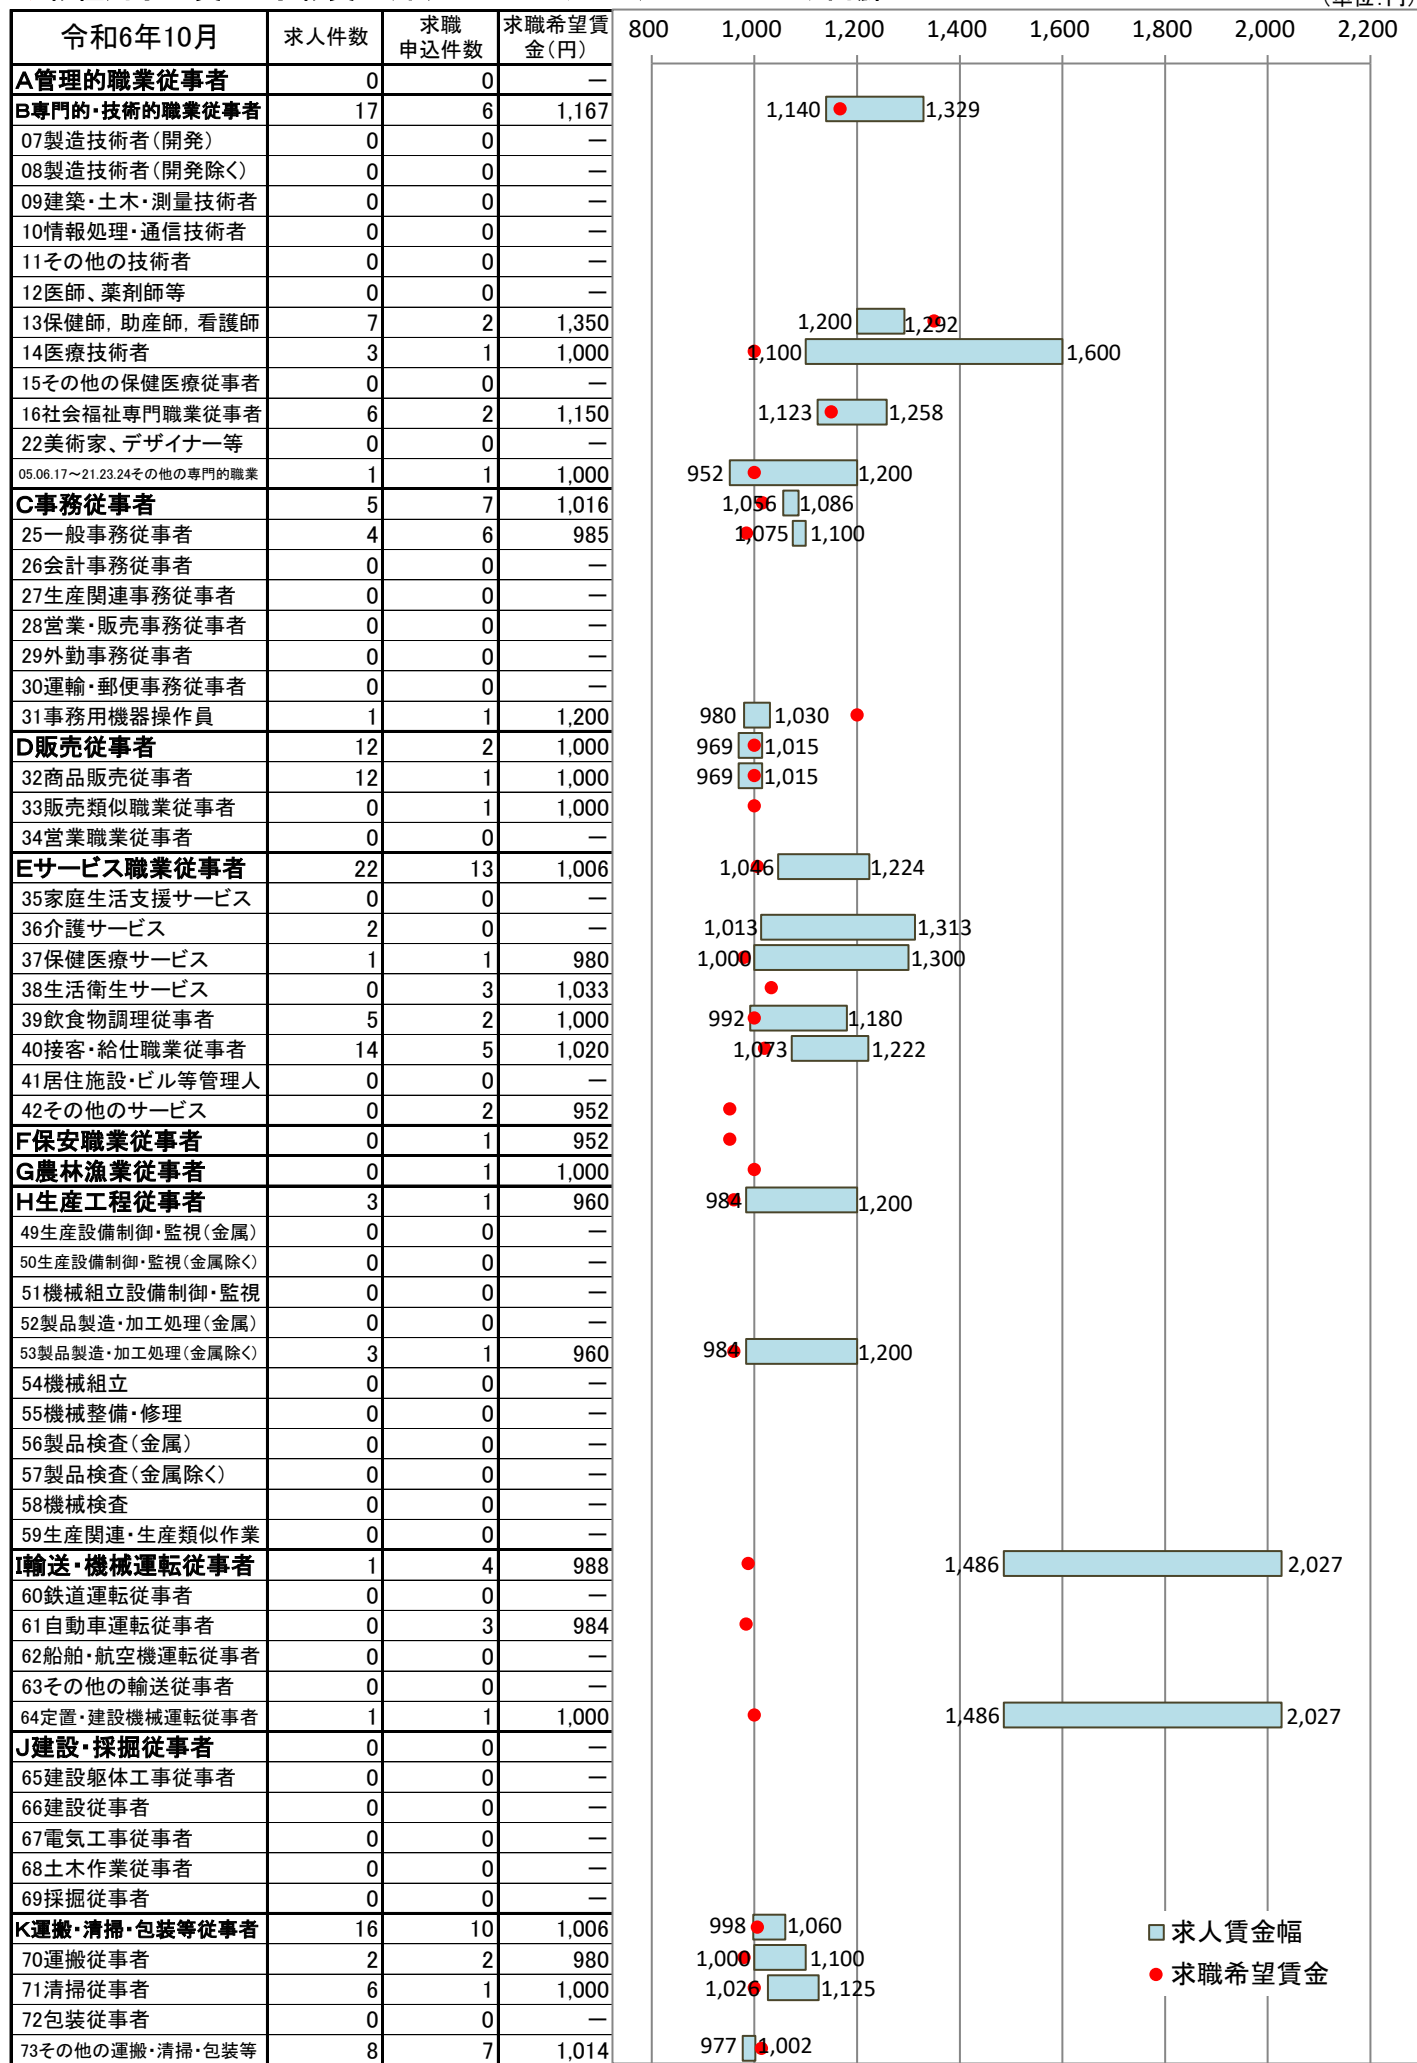 (単位:円)
令和6年10月 求人件数 求職申込件数 求職希望賃金(円) 800 1,000 1,200 1,400 1,600 1,800 2,000 2,200
A管理的職業従事者 0 0 ―
B専門的・技術的職業従事者 17 6 1,167 1,140 1,329
07製造技術者(開発) 0 0 ―
08製造技術者(開発除く) 0 0 ―
09建築・土木・測量技術者 0 0 ―
10情報処理・通信技術者 0 0 ―
11その他の技術者 0 0 ―
12医師、薬剤師等 0 0 ―
13保健師,助産師,看護師 7 2 1,350 1,200 1,292
14医療技術者 3 1 1,000 1,100 1,600
15その他の保健医療従事者 0 0 ―
16社会福祉専門職業従事者 6 2 1,150 1,123 1,258
22美術家、デザイナー等 0 0 ―
05.06.17～21.23.24その他の専門的職業 1 1 1,000 952 1,200
C事務従事者 5 7 1,016 1,056 1,086
25一般事務従事者 4 6 985 1,075 1,100
26会計事務従事者 0 0 ―
27生産関連事務従事者 0 0 ―
28営業・販売事務従事者 0 0 ―
29外勤事務従事者 0 0 ―
30運輸・郵便事務従事者 0 0 ―
31事務用機器操作員 1 1 1,200 980 1,030
D販売従事者 12 2 1,000 969 1,015
32商品販売従事者 12 1 1,000 969 1,015
33販売類似職業従事者 0 1 1,000
34営業職業従事者 0 0 ―
Eサービス職業従事者 22 13 1,006 1,046 1,224
35家庭生活支援サービス 0 0 ―
36介護サービス 2 0 ― 1,013 1,313
37保健医療サービス 1 1 980 1,000 1,300
38生活衛生サービス 0 3 1,033
39飲食物調理従事者 5 2 1,000 992 1,180
40接客・給仕職業従事者 14 5 1,020 1,073 1,222
41居住施設・ビル等管理人 0 0 ―
42その他のサービス 0 2 952
F保安職業従事者 0 1 952
G農林漁業従事者 0 1 1,000
H生産工程従事者 3 1 960 984 1,200
49生産設備制御・監視(金属) 0 0 ―
50生産設備制御・監視(金属除く) 0 0 ―
51機械組立設備制御・監視 0 0 ―
52製品製造・加工処理(金属) 0 0 ―
53製品製造・加工処理(金属除く) 3 1 960 984 1,200
54機械組立 0 0 ―
55機械整備・修理 0 0 ―
56製品検査(金属) 0 0 ―
57製品検査(金属除く) 0 0 ―
58機械検査 0 0 ―
59生産関連・生産類似作業 0 0 ―
I輸送・機械運転従事者 1 4 988 1,486 2,027
60鉄道運転従事者 0 0 ―
61自動車運転従事者 0 3 984
62船舶・航空機運転従事者 0 0 ―
63その他の輸送従事者 0 0 ―
64定置・建設機械運転従事者 1 1 1,000 1,486 2,027
J建設・採掘従事者 0 0 ―
65建設躯体工事従事者 0 0 ―
66建設従事者 0 0 ―
67電気工事従事者 0 0 ―
68土木作業従事者 0 0 ―
69採掘従事者 0 0 ―
K運搬・清掃・包装等従事者 16 10 1,006 998 1,060 求人賃金幅
70運搬従事者 2 2 980 1,000 1,100 求職希望賃金
71清掃従事者 6 1 1,000 1,026 1,125
72包装従事者 0 0 ―
73その他の運搬・清掃・包装等 8 7 1,014 977 1,002